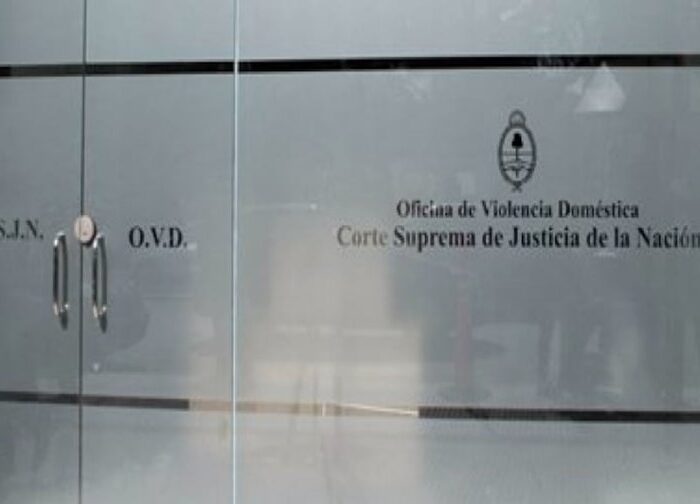 S.J.N.
O.V.D.
Oficina de Violencia Doméstica
Corte Suprema de Justicia de la Nación